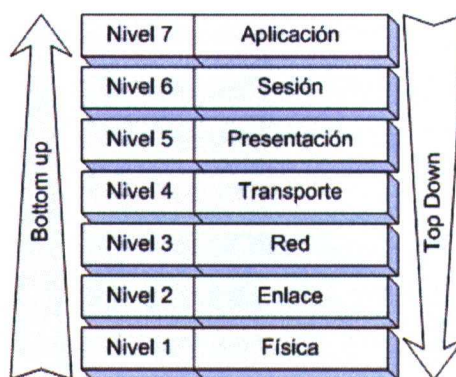 Nivel 7 Aplicación
Nivel 6 Sesión
Nivel 5 Presentación
Nivel 4 Transporte
Nivel 3 Red
Nivel 2 Enlace
Nivel 1 Física
Bottom up
Top Down